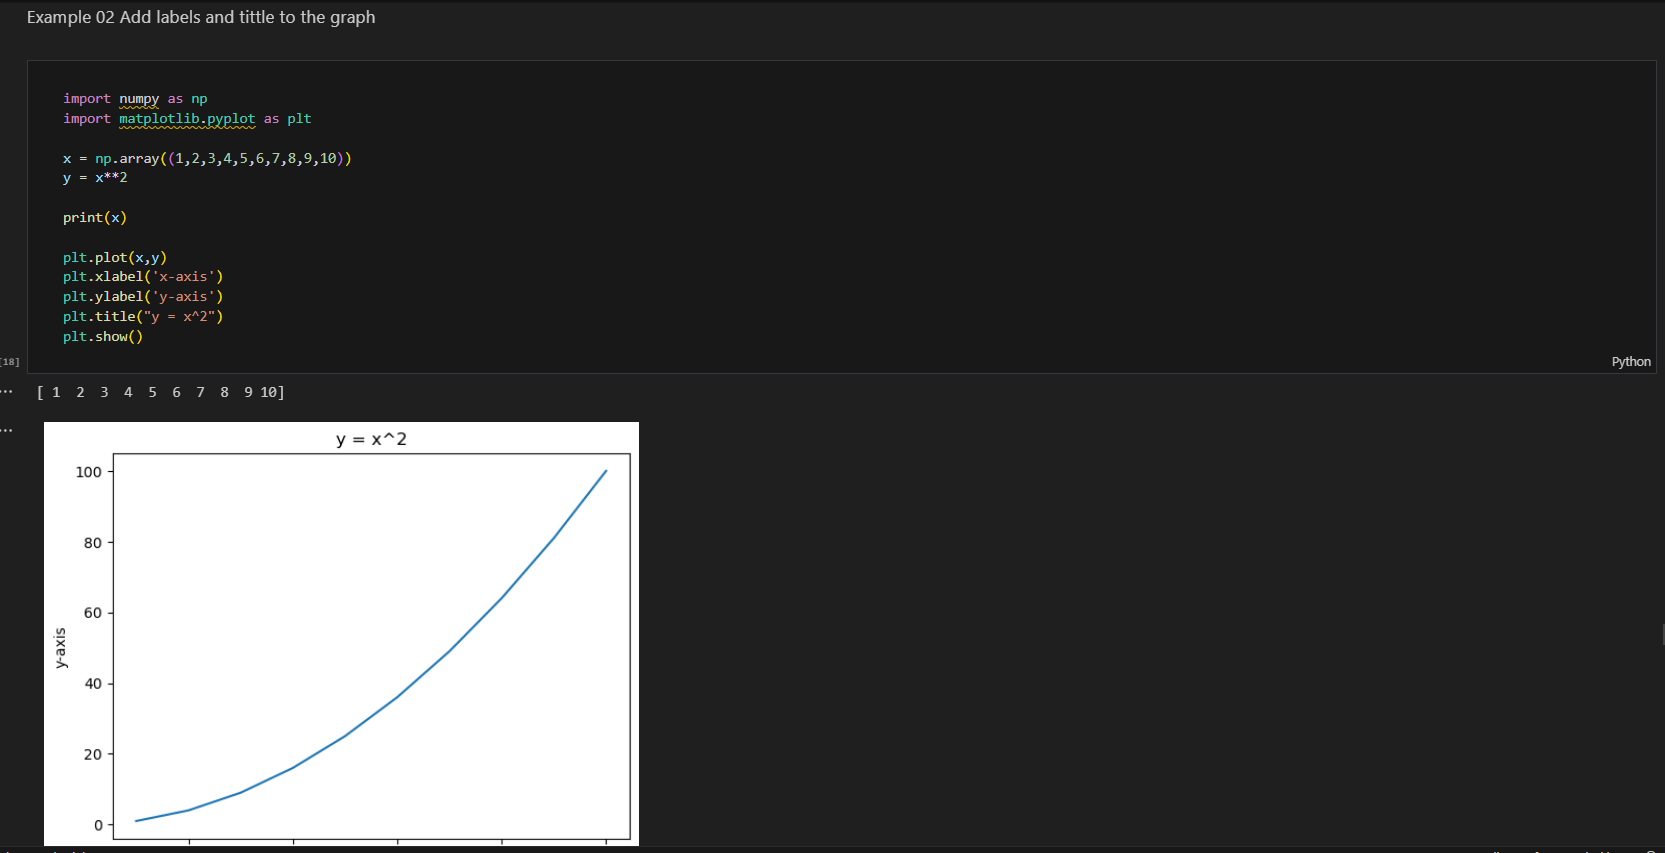 Example 02 Add labels and tittle to the graph
import numpy as np
import matplotlib.pyplot as plt
x = np.array((1,2,3,4,5,6,7,8,9,10))
y = x**2
print(x)
plt.plot(x,y)
plt.xlabel('x-axis')
plt.ylabel('y-axis')
plt.title("y = x^2")
plt.show()
[18]
Python
[ 1 2 3 4 5 6 7 8 9 10]
y = x^2
100
80
60
y-axis
40
20
0